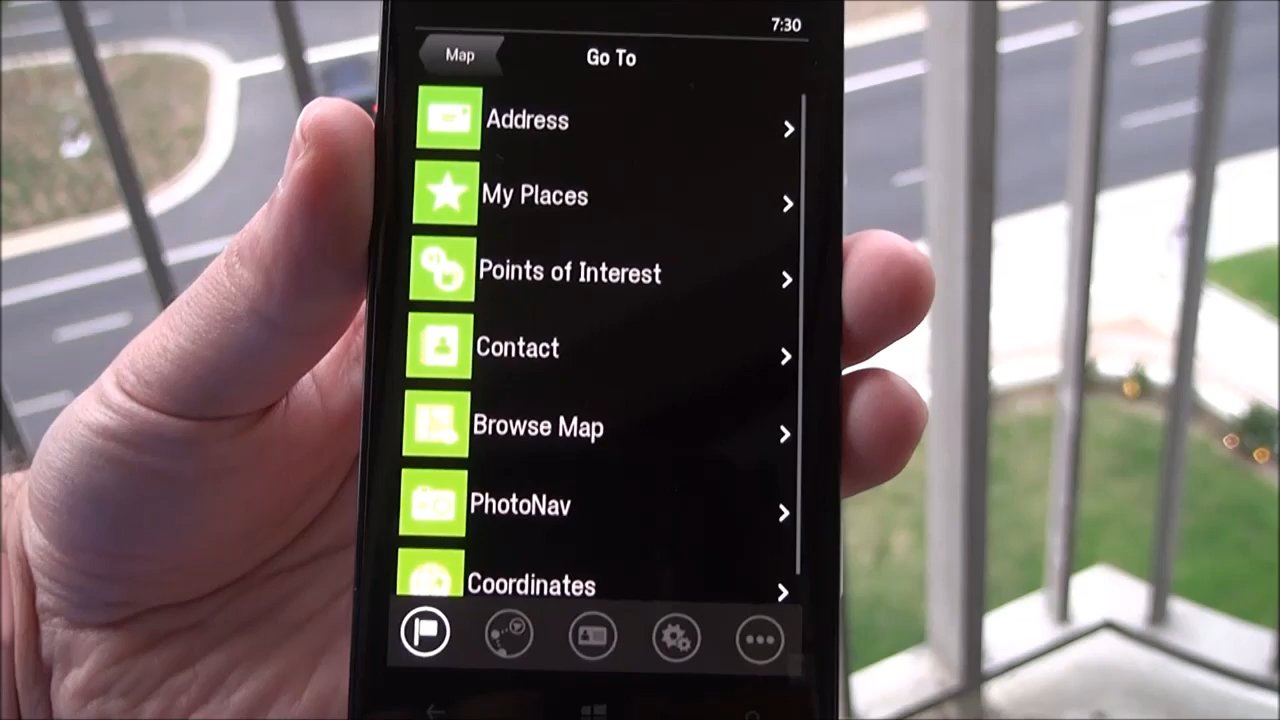 7:30
Map
Go To
Address
My Places
Points of Interest
Contact
Browse Map
PhotoNav
Coordinates